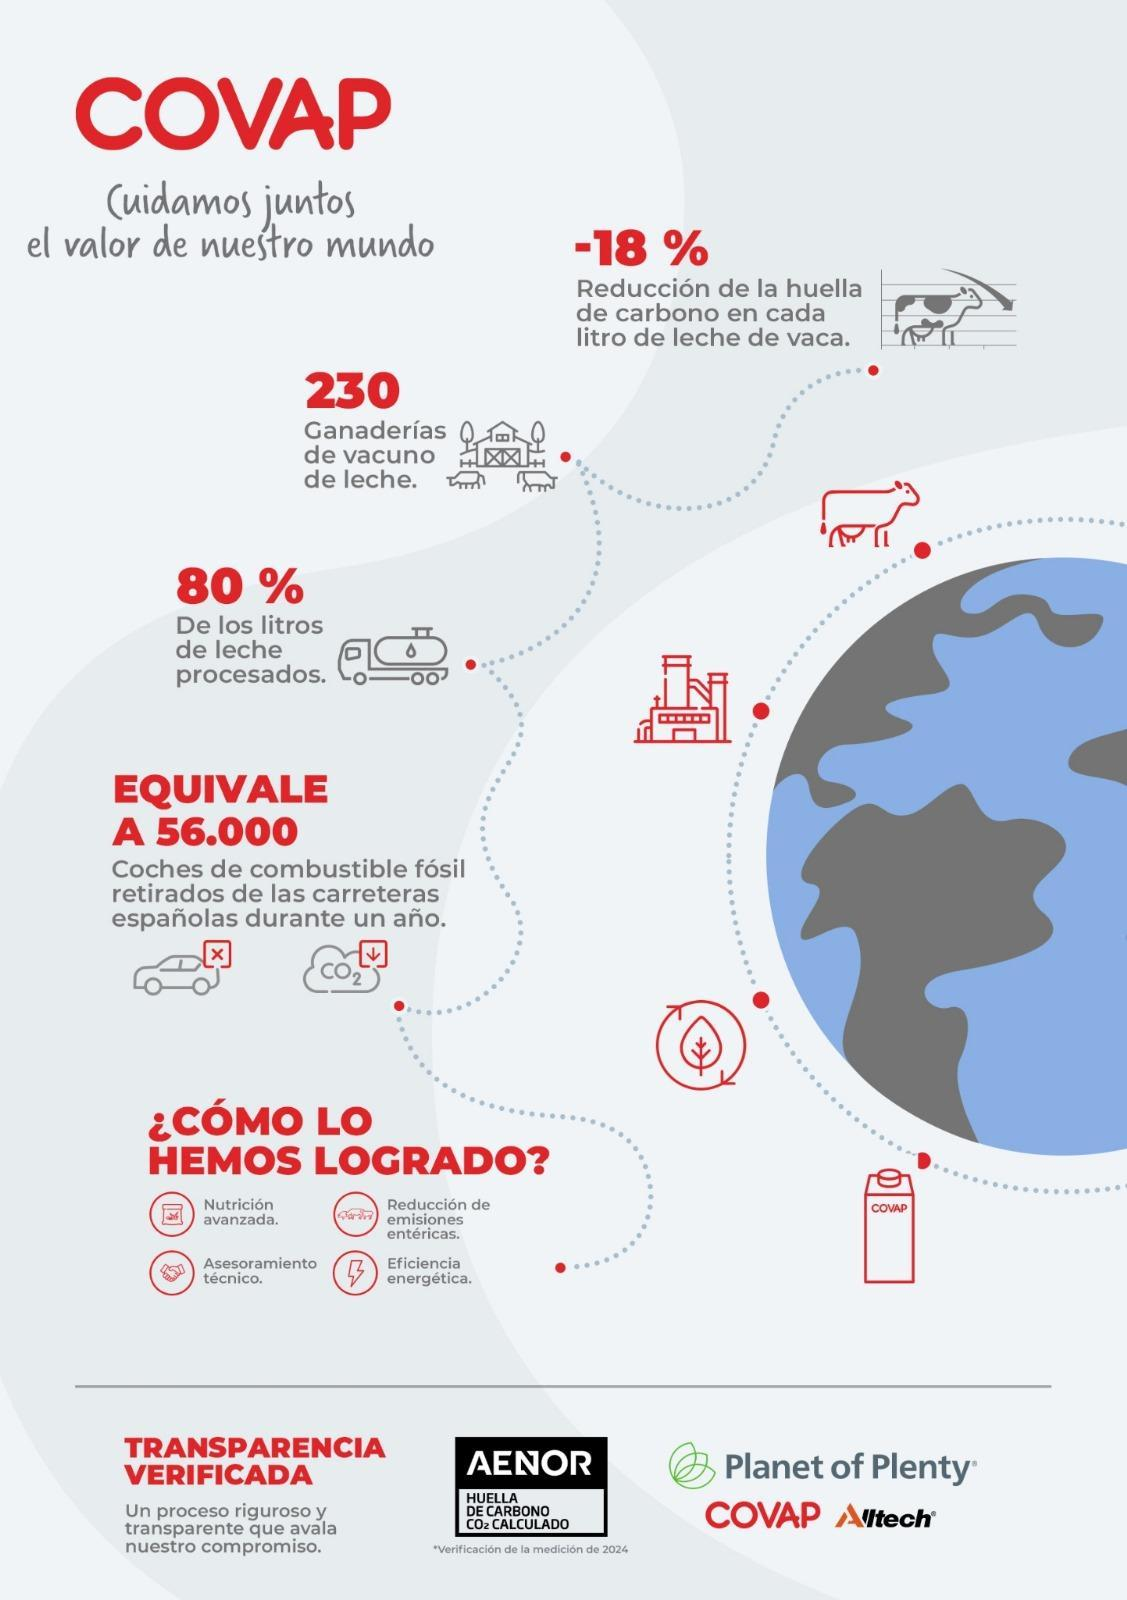 COVAP
Cuidamos juntos
el valor de nuestro mundo
-18 %
Reducción de la huella
de carbono en cada
litro de leche de vaca.
230
Ganaderías
de vacuno
de leche.
80 %
De los litros
de leche
procesados.
EQUIVALE
A 56.000
Coches de combustible fósil
retirados de las carreteras
españolas durante un año.
CO2
¿CÓMO LO
HEMOS LOGRADO?
Nutrición
avanzada.
Reducción de
emisiones
entéricas.
Asesoramiento
técnico.
Eficiencia
energética.
COVAP
TRANSPARENCIA
VERIFICADA
Un proceso riguroso y
transparente que avala
nuestro compromiso.
AENOR
HUELLA
DE CARBONO
CO2 CALCULADO
*Verificación de la medición de 2024
Planet of Plenty®
COVAP Alltech®